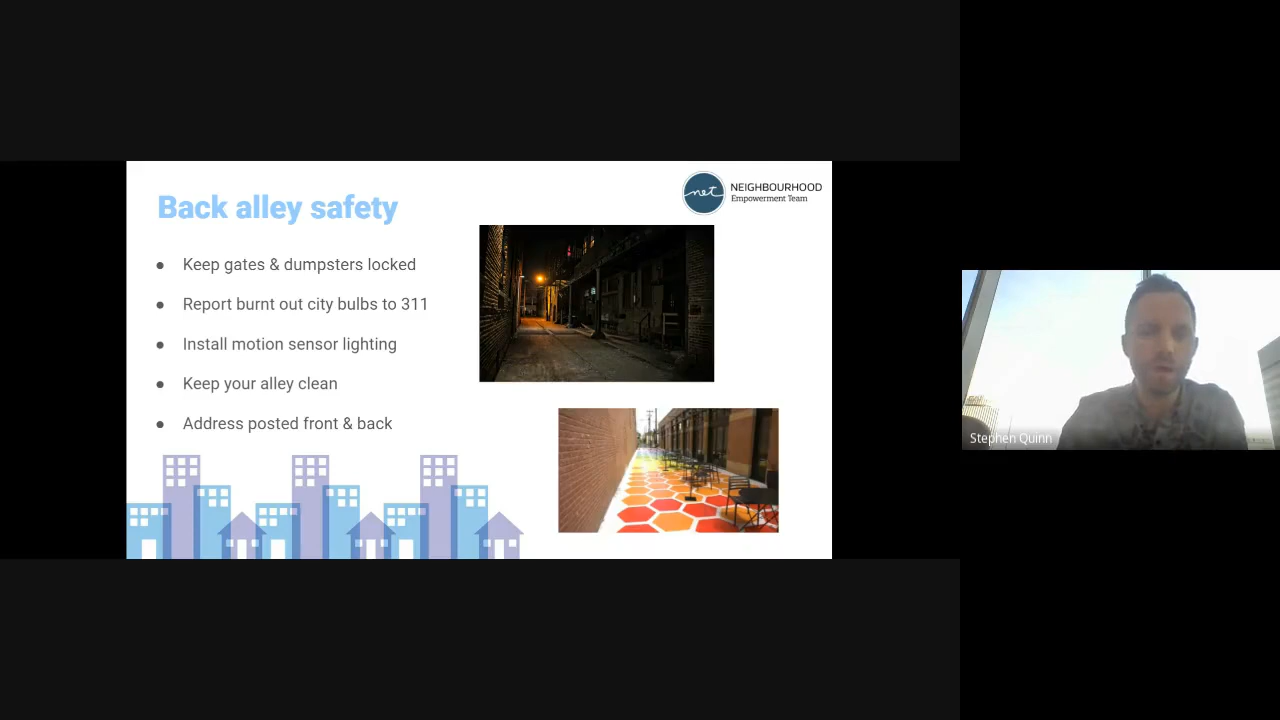 Back alley safety
net
NEIGHBOURHOOD
Empowerment Team
● Keep gates & dumpsters locked
● Report burnt out city bulbs to 311
● Install motion sensor lighting
● Keep your alley clean
● Address posted front & back
Stephen Quinn